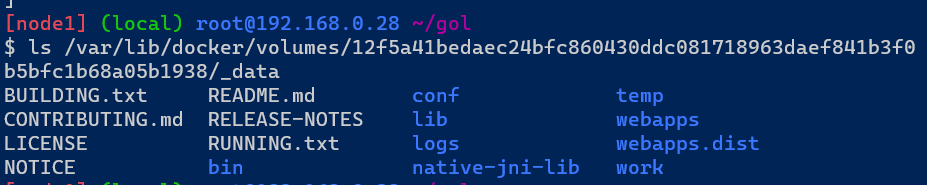 ]
[node1] (local) root@192.168.0.28 ~/gol
$ ls /var/lib/docker/volumes/12f5a41bedaec24bfc860430ddc081718963daef841b3f0
b5bfc1b68a05b1938/_data
BUILDING.txt README.md conf temp
CONTRIBUTING.md RELEASE-NOTES lib webapps
LICENSE RUNNING.txt logs webapps.dist
NOTICE bin native-jni-lib work